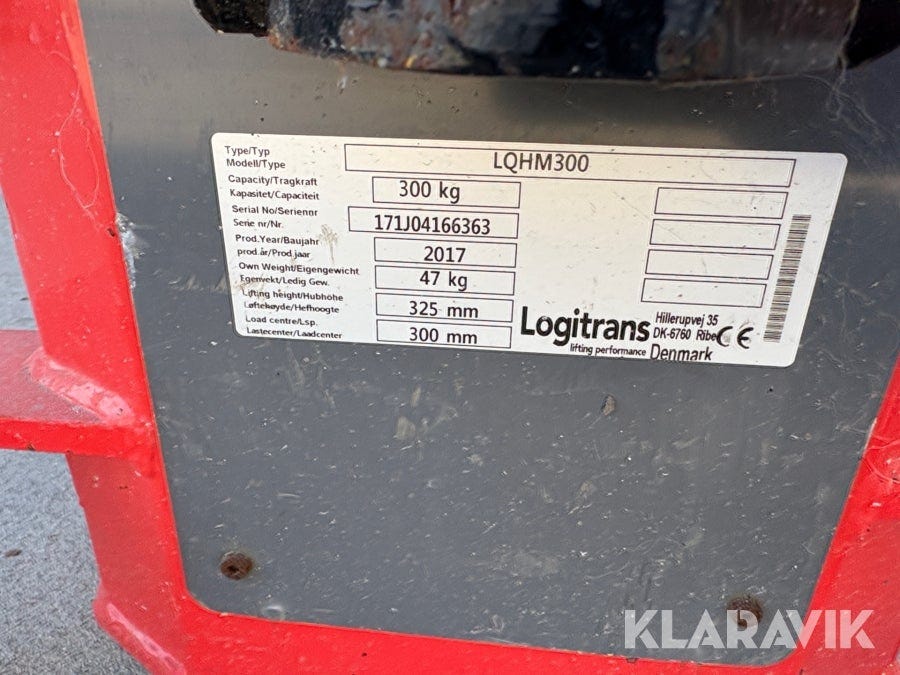 Type/Typ
Modell/Type
LQHM300
Capacity/Tragkraft
Kapasitet/Capaciteit
300 kg
Serial No/Seriennr
Serie nr/Nr.
171J04166363
Prod.Year/Baujahr
prod.år/Prod jaar
2017
Own Weight/Eigengewicht
Egenvekt/Ledig Gew.
47 kg
Lifting height/Hubhöhe
Løftehøyde/Hefhoogte
325 mm
Load centre/Lsp.
Lastecenter/Laadcenter
300 mm
Logitrans
lifting performance
Hillerupvej 35
DK-6760 Ribe
Denmark
CE
KLARAVIK